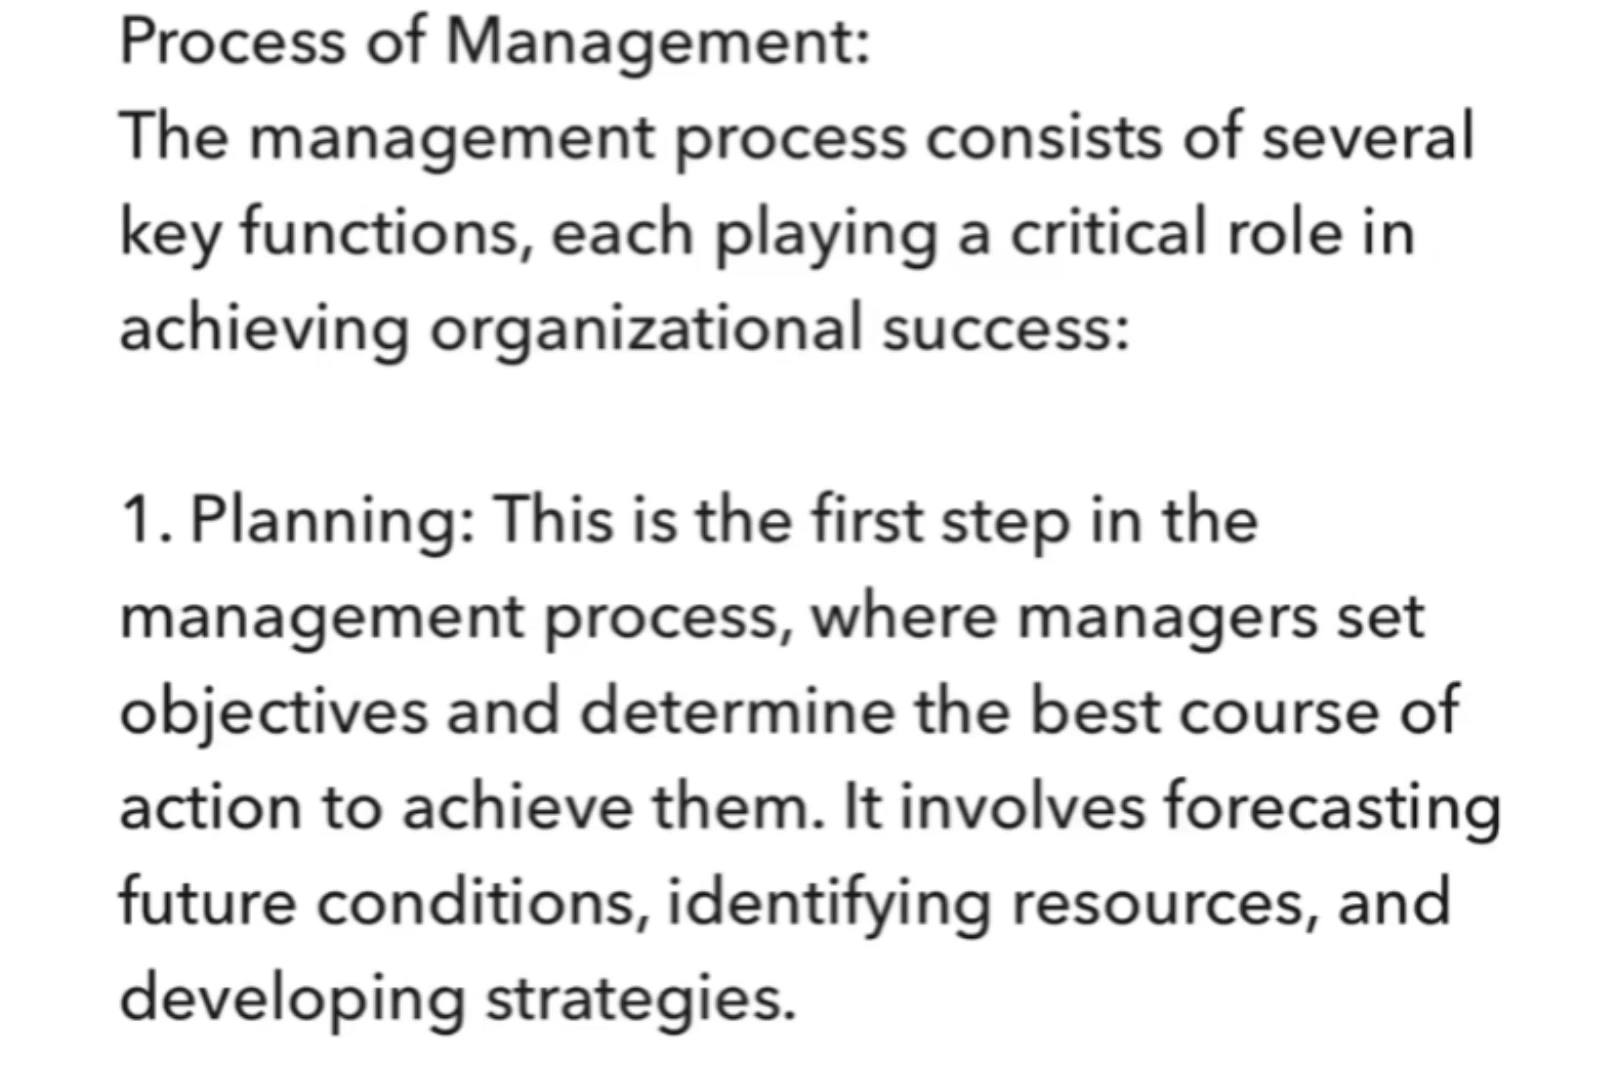 Process of Management:
The management process consists of several
key functions, each playing a critical role in
achieving organizational success:
1. Planning: This is the first step in the
management process, where managers set
objectives and determine the best course of
action to achieve them. It involves forecasting
future conditions, identifying resources, and
developing strategies.